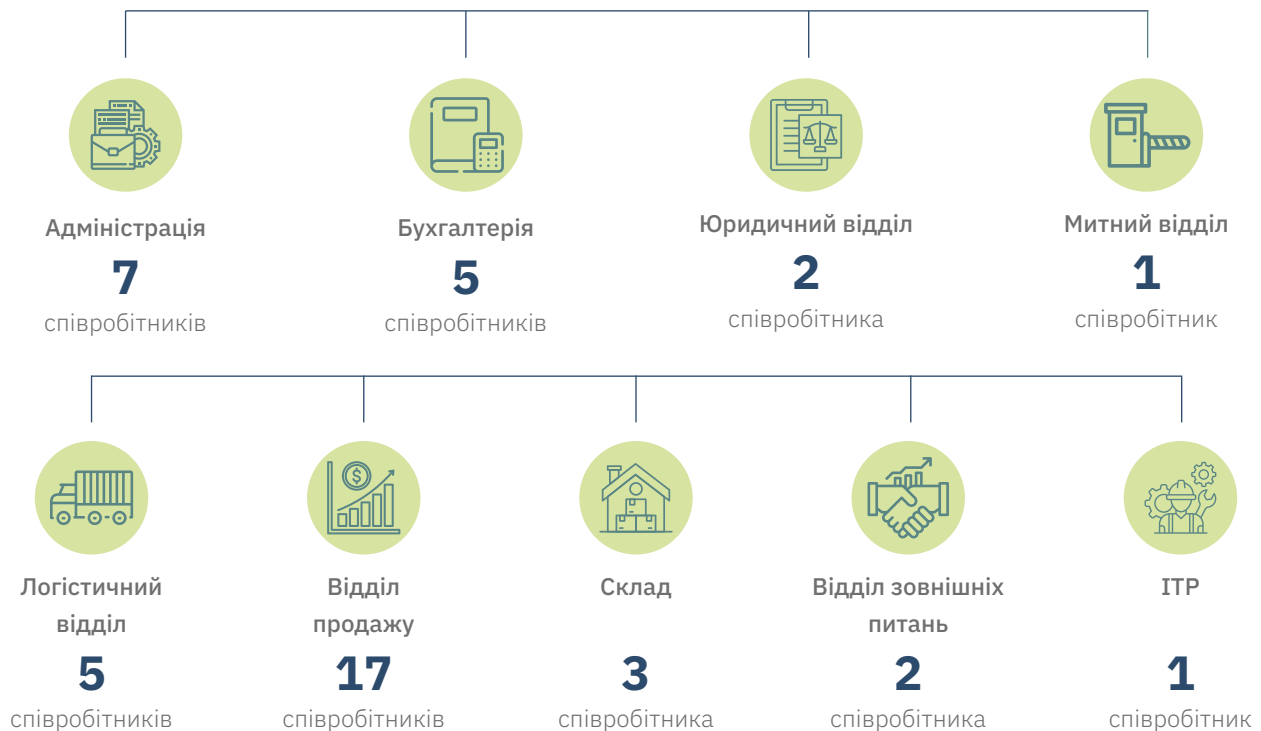 Адміністрація
7
співробітників
Бухгалтерія
5
співробітників
Юридичний відділ
2
співробітника
Митний відділ
1
співробітник
Логістичний
відділ
5
співробітників
Відділ
продажу
17
співробітників
Склад
3
співробітника
Відділ зовнішніх
питань
2
співробітника
ІТР
1
співробітник